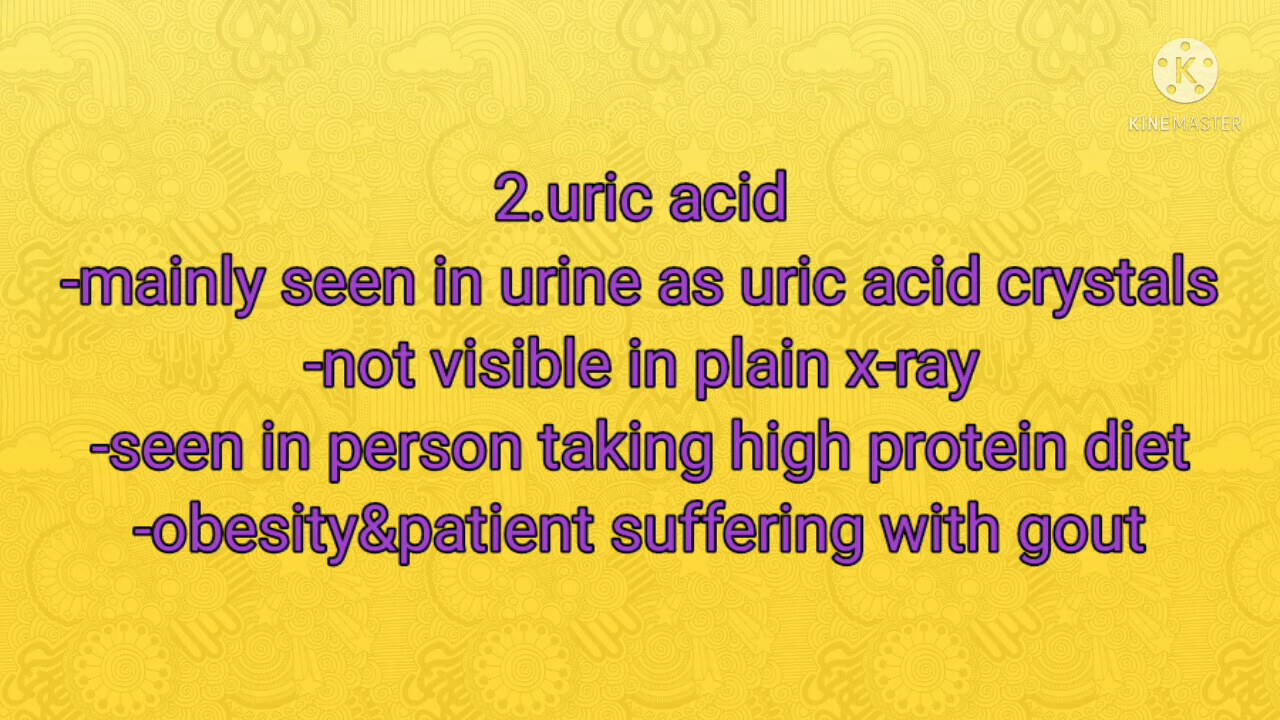 K
KINEMASTER
2.uric acid
-mainly seen in urine as uric acid crystals
-not visible in plain x-ray
-seen in person taking high protein diet
-obesity&patient suffering with gout